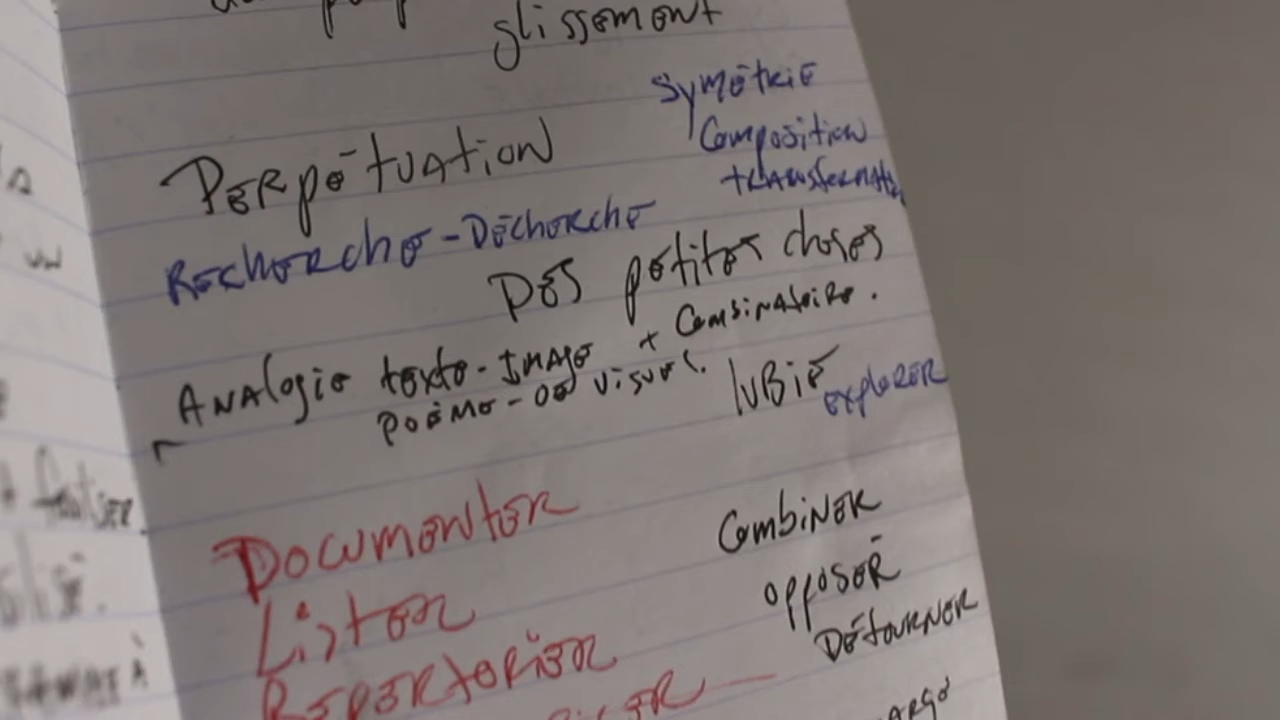 glissement
Symétrie
Composition
Perpétuation
Recherche-Décherche
Des petites choses
Analogie texte-Image + Combinatoire.
poème-oe visuel.
lubie
explorer
Documenter
Combiner
Lister
opposer
Répertorier
Détourner